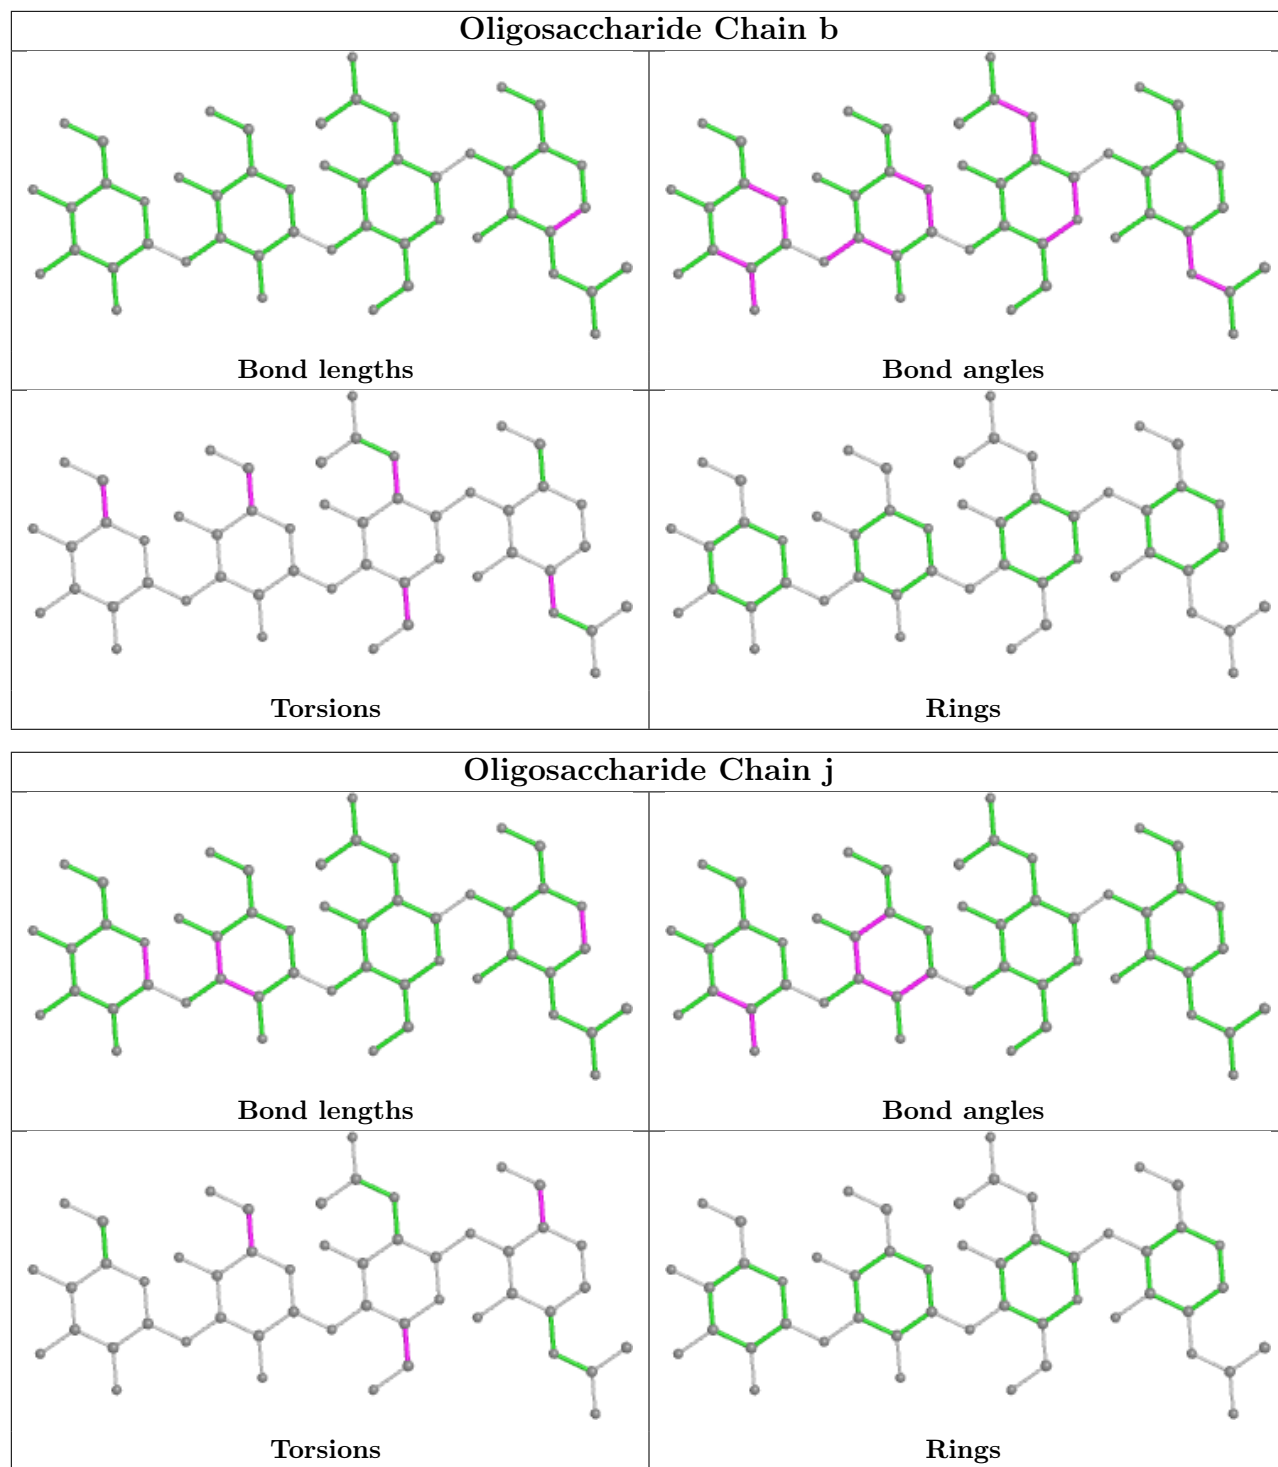 Oligosaccharide Chain b
Bond lengths
Bond angles
Torsions
Rings
Oligosaccharide Chain j
Bond lengths
Bond angles
Torsions
Rings